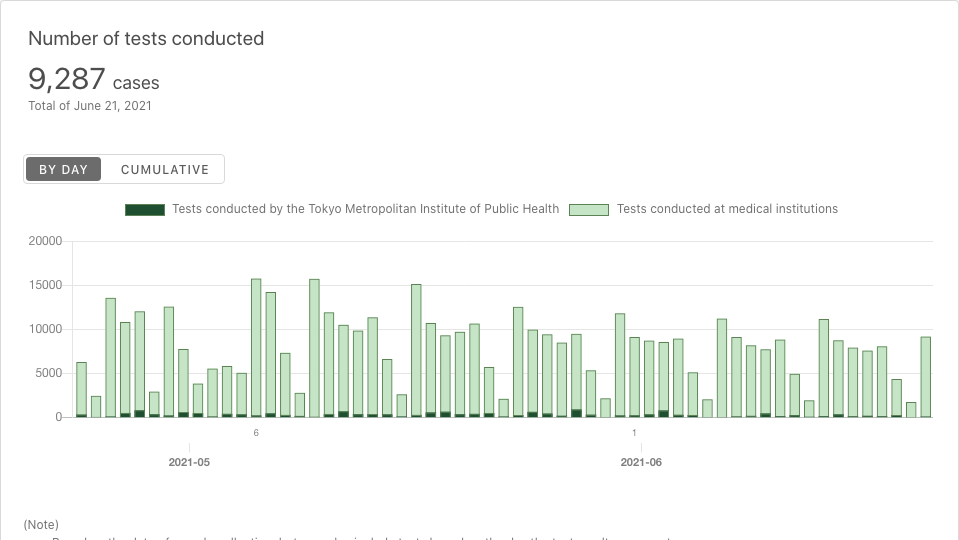 Number of tests conducted
9,287 cases
Total of June 21, 2021
BY DAY CUMULATIVE
Tests conducted by the Tokyo Metropolitan Institute of Public Health Tests conducted at medical institutions
20000
15000
10000
5000
0
6 1
2021-05 2021-06
(Note)